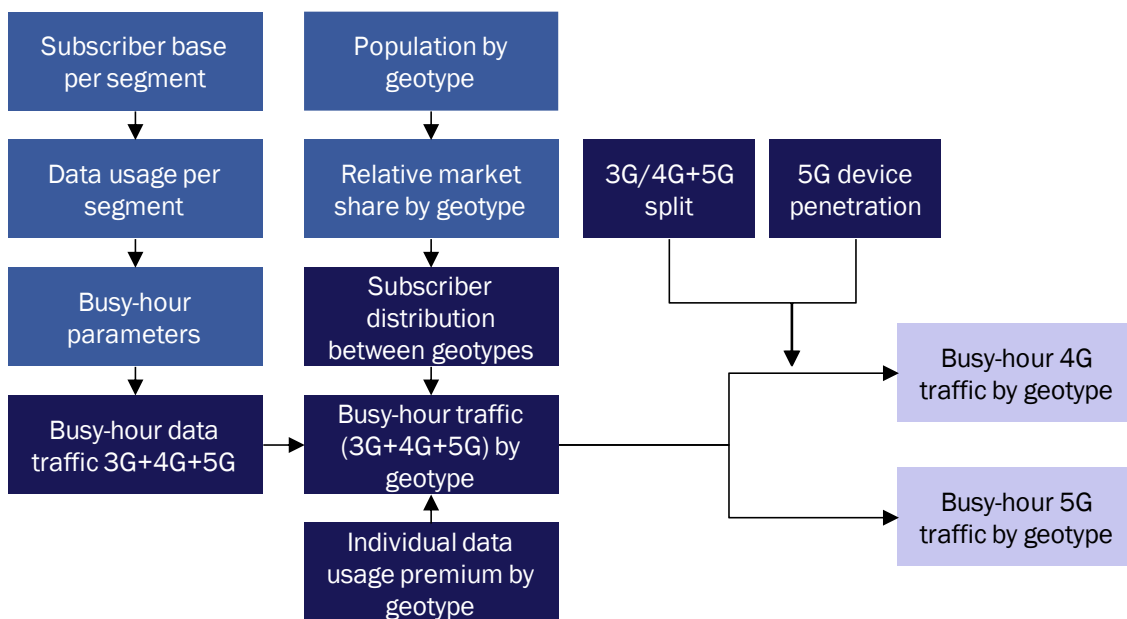 Subscriber base
per segment
Population by
geotype
Data usage per
segment
Relative market
share by geotype
3G/4G+5G
split
5G device
penetration
Busy-hour
parameters
Subscriber
distribution
between geotypes
Busy-hour 4G
traffic by geotype
Busy-hour data
traffic 3G+4G+5G
Busy-hour traffic
(3G+4G+5G) by
geotype
Busy-hour 5G
traffic by geotype
Individual data
usage premium by
geotype